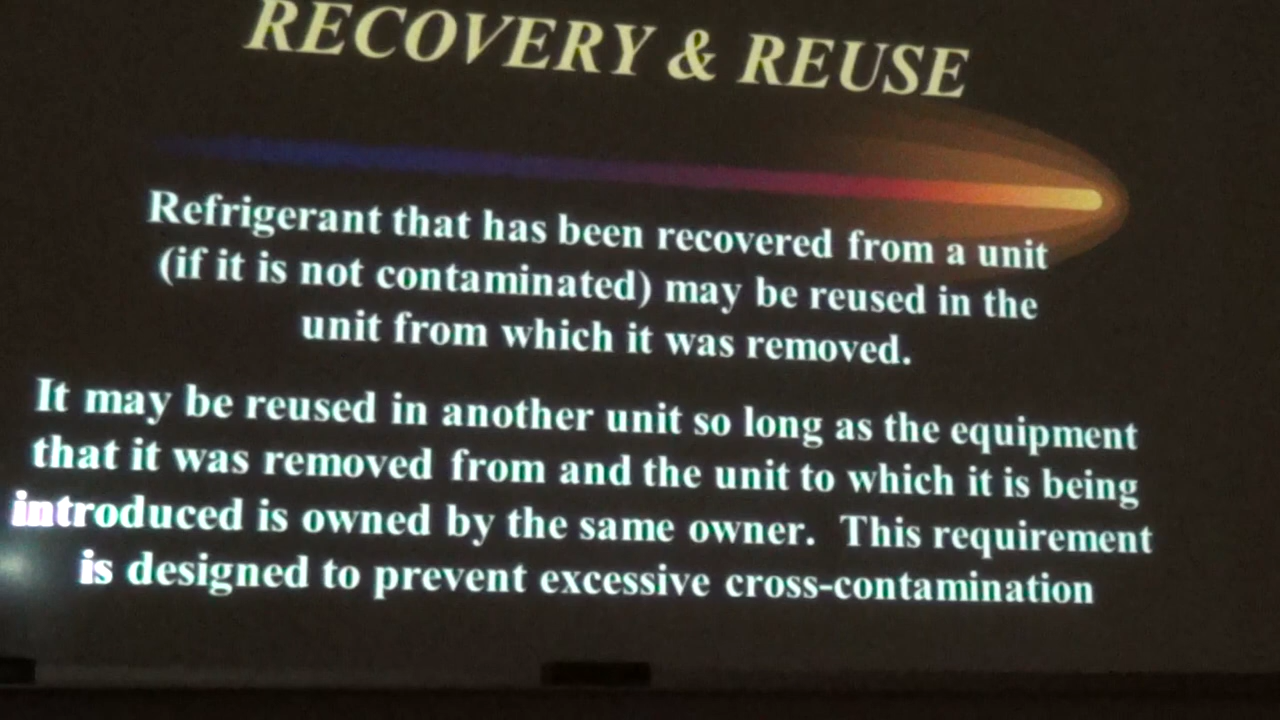 RECOVERY & REUSE
Refrigerant that has been recovered from a unit
(if it is not contaminated) may be reused in the
unit from which it was removed.
It may be reused in another unit so long as the equipment
that it was removed from and the unit to which it is being
introduced is owned by the same owner.  This requirement
is designed to prevent excessive cross-contamination